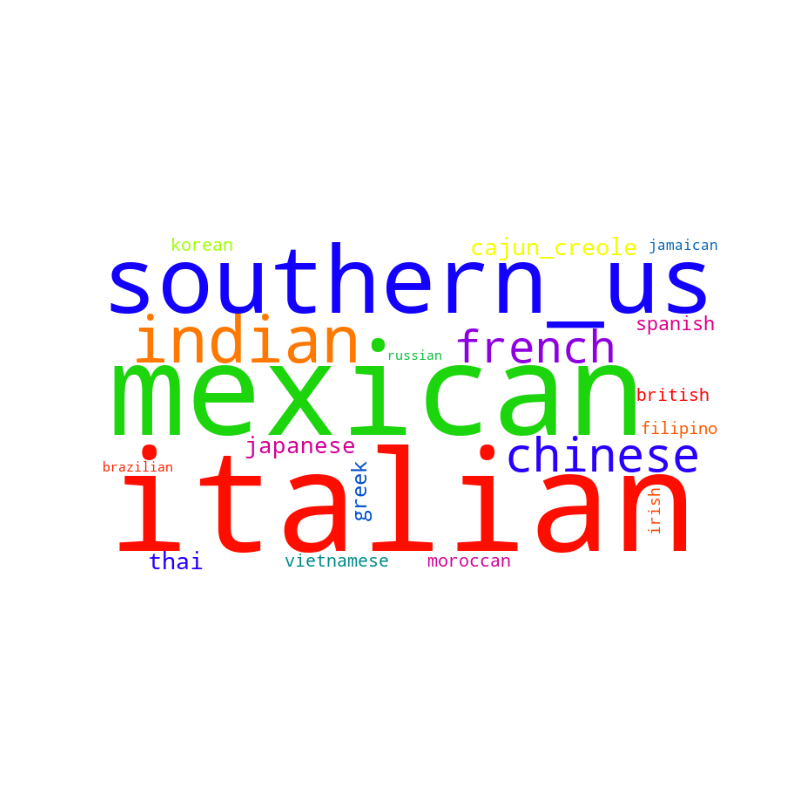 korean
cajun_creole
jamaican
southern_us
spanish
indian
french
russian
mexican
british
filipino
japanese
chinese
brazilian
italian
greek
irish
thai
vietnamese
moroccan